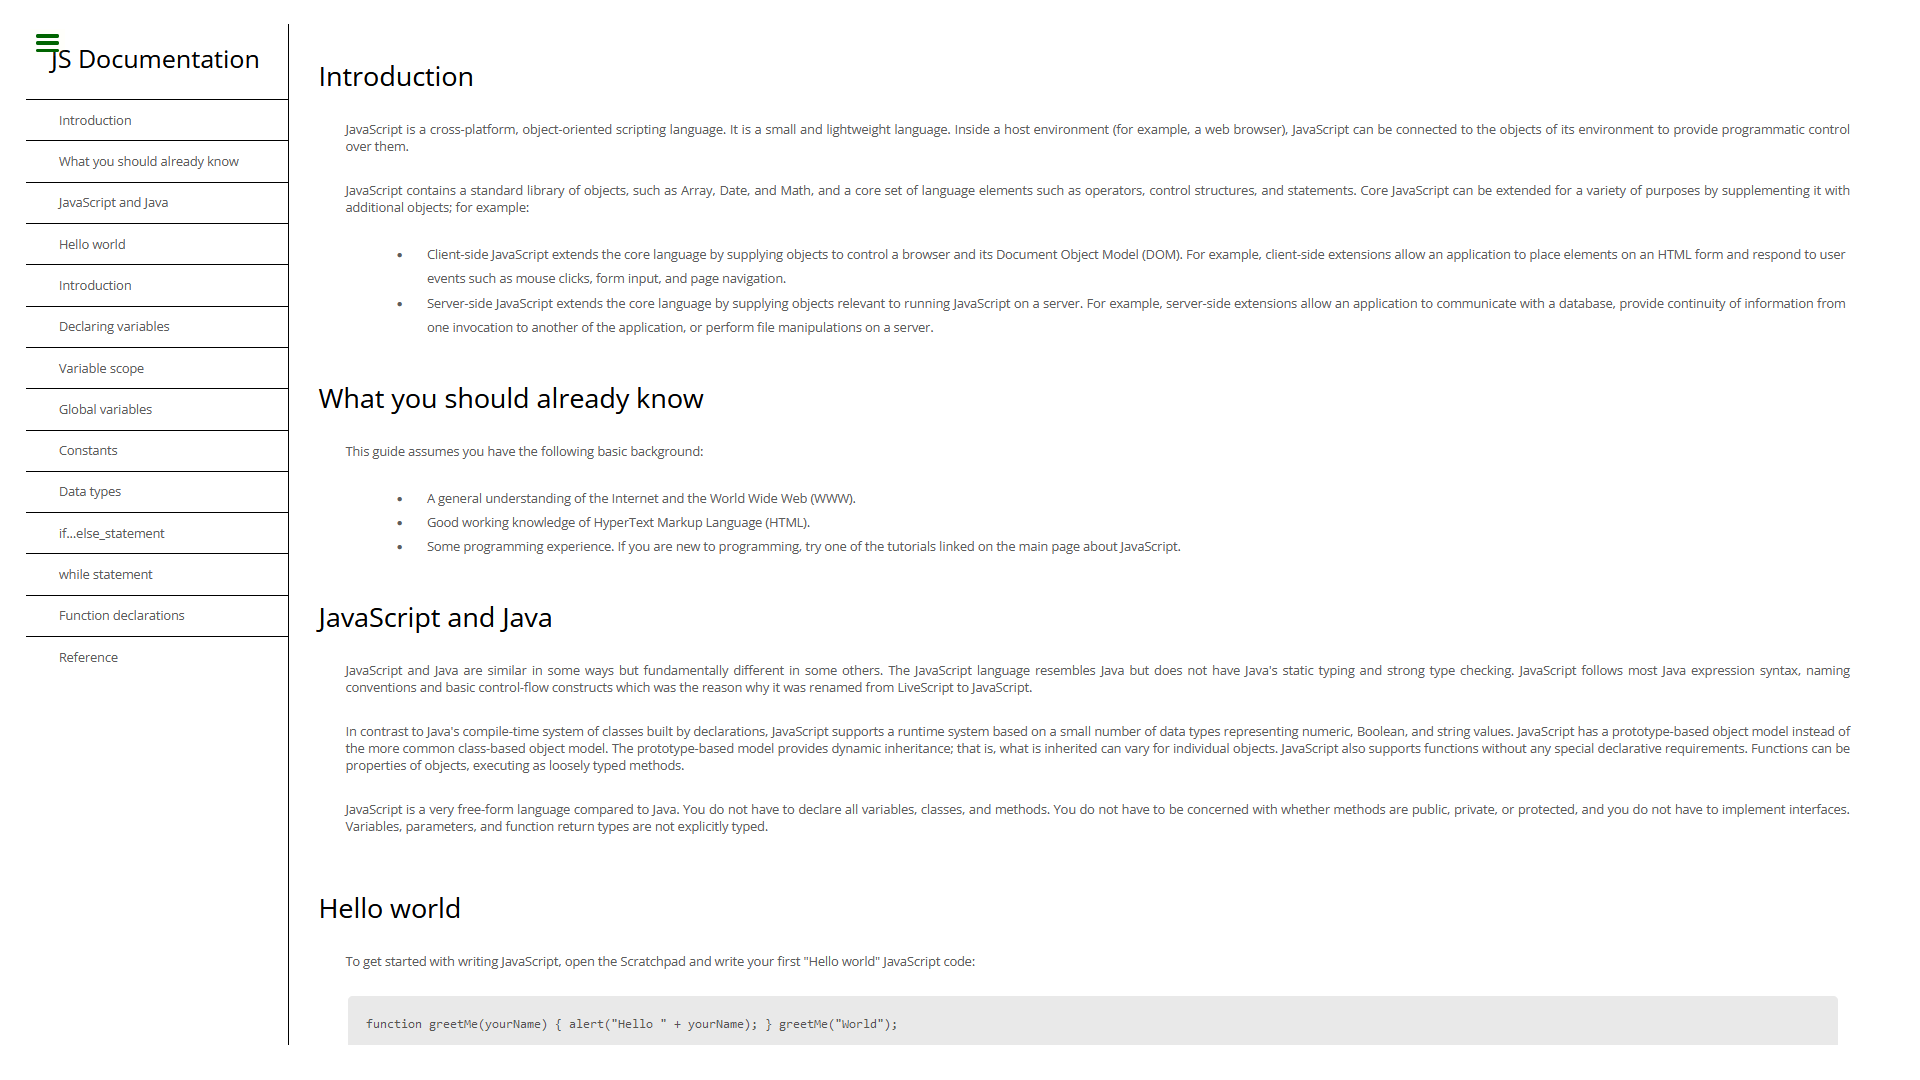 JS Documentation
Introduction
What you should already know
JavaScript and Java
Hello world
Introduction
Declaring variables
Variable scope
Global variables
Constants
Data types
if...else_statement
while statement
Function declarations
Reference
Introduction
JavaScript is a cross-platform, object-oriented scripting language. It is a small and lightweight language. Inside a host environment (for example, a web browser), JavaScript can be connected to the objects of its environment to provide programmatic control
over them.
JavaScript contains a standard library of objects, such as Array, Date, and Math, and a core set of language elements such as operators, control structures, and statements. Core JavaScript can be extended for a variety of purposes by supplementing it with
additional objects; for example:
• Client-side JavaScript extends the core language by supplying objects to control a browser and its Document Object Model (DOM). For example, client-side extensions allow an application to place elements on an HTML form and respond to user
events such as mouse clicks, form input, and page navigation.
• Server-side JavaScript extends the core language by supplying objects relevant to running JavaScript on a server. For example, server-side extensions allow an application to communicate with a database, provide continuity of information from
one invocation to another of the application, or perform file manipulations on a server.
What you should already know
This guide assumes you have the following basic background:
• A general understanding of the Internet and the World Wide Web (WWW).
• Good working knowledge of HyperText Markup Language (HTML).
• Some programming experience. If you are new to programming, try one of the tutorials linked on the main page about JavaScript.
JavaScript and Java
JavaScript and Java are similar in some ways but fundamentally different in some others. The JavaScript language resembles Java but does not have Java's static typing and strong type checking. JavaScript follows most Java expression syntax, naming
conventions and basic control-flow constructs which was the reason why it was renamed from LiveScript to JavaScript.
In contrast to Java's compile-time system of classes built by declarations, JavaScript supports a runtime system based on a small number of data types representing numeric, Boolean, and string values. JavaScript has a prototype-based object model instead of
the more common class-based object model. The prototype-based model provides dynamic inheritance; that is, what is inherited can vary for individual objects. JavaScript also supports functions without any special declarative requirements. Functions can be
properties of objects, executing as loosely typed methods.
JavaScript is a very free-form language compared to Java. You do not have to declare all variables, classes, and methods. You do not have to be concerned with whether methods are public, private, or protected, and you do not have to implement interfaces.
Variables, parameters, and function return types are not explicitly typed.
Hello world
To get started with writing JavaScript, open the Scratchpad and write your first "Hello world" JavaScript code:
function greetMe(yourName) { alert("Hello " + yourName); } greetMe("World");